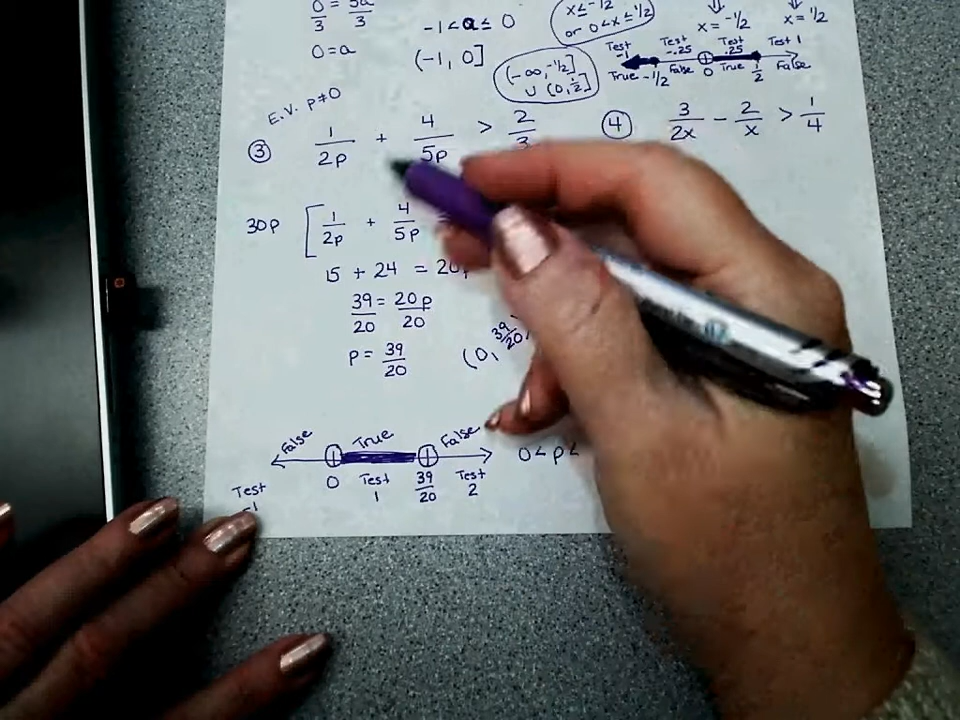 0/3 = 5a/3
0 = a
-1 < a ≤ 0
(-1, 0]
x ≤ -1/2
or 0 < x ≤ 1/2
(-∞, -1/2]
∪ (0, 1/2]
x = -1/2
x = 1/2
Test -1 Test -.25 Test .25 Test 1
True -1/2 False 0 True 1/2 False
E.V. p ≠ 0
③ 1/2p + 4/5p > 2/3
④ 3/2x - 2/x > 1/4
30p [ 1/2p + 4/5p
15 + 24 = 20p
39/20 = 20p/20
p = 39/20
(0, 39/20)
False True False
0 Test 1 39/20 Test 2
Test -1
0 < p <